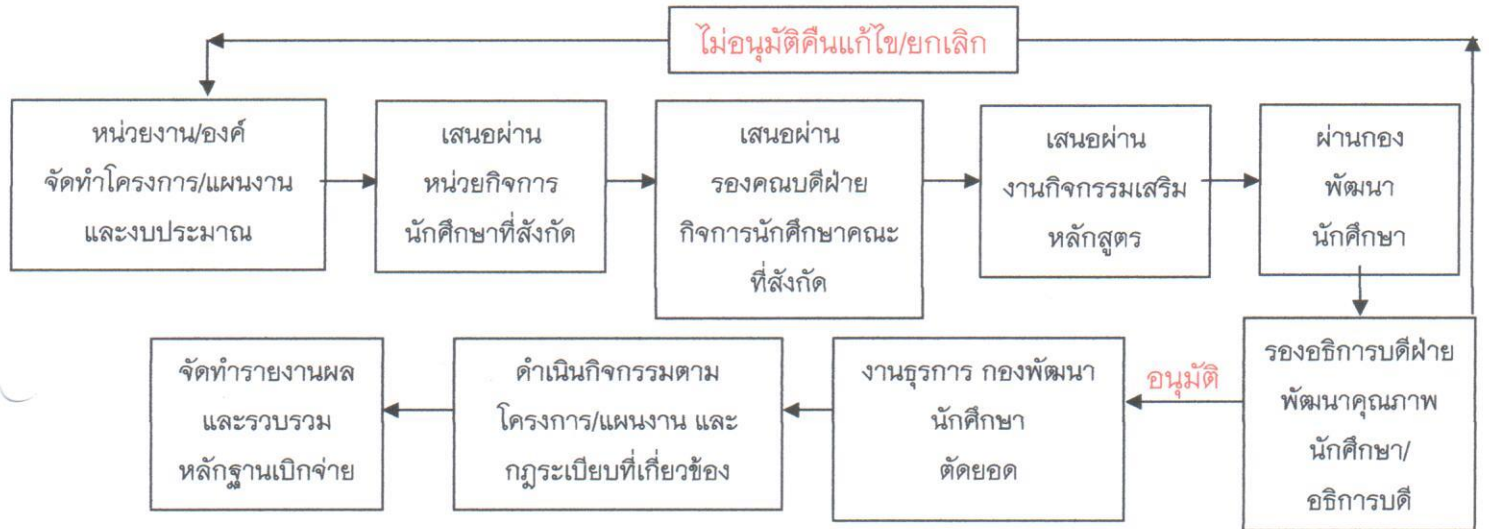 ไม่อนุมัติคืนแก้ไข/ยกเลิก
หน่วยงาน/องค์
จัดทำโครงการ/แผนงาน
และงบประมาณ
เสนอผ่าน
หน่วยกิจการ
นักศึกษาที่สังกัด
เสนอผ่าน
รองคณบดีฝ่าย
กิจการนักศึกษาคณะ
ที่สังกัด
เสนอผ่าน
งานกิจกรรมเสริม
หลักสูตร
ผ่านกอง
พัฒนา
นักศึกษา
รองอธิการบดีฝ่าย
พัฒนาคุณภาพ
นักศึกษา/
อธิการบดี
อนุมัติ
งานธุรการ กองพัฒนา
นักศึกษา
ตัดยอด
ดำเนินกิจกรรมตาม
โครงการ/แผนงาน และ
กฎระเบียบที่เกี่ยวข้อง
จัดทำรายงานผล
และรวบรวม
หลักฐานเบิกจ่าย